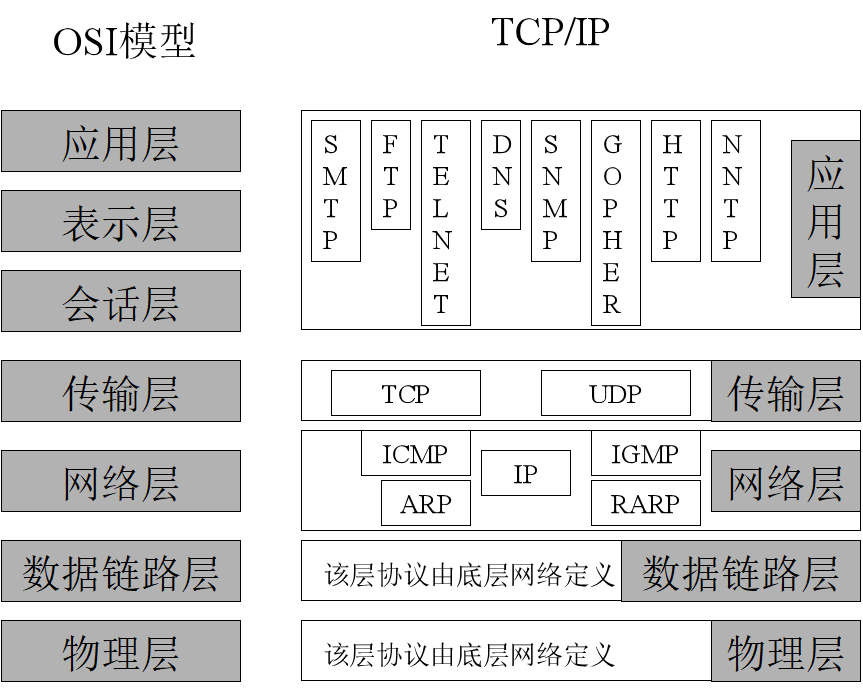 OSI模型
TCP/IP
应用层
表示层
会话层
传输层
网络层
数据链路层
物理层
SMTP
FTP
TELNET
DNS
SNMP
GOPHER
HTTP
NNTP
应用层
TCP
UDP
传输层
ICMP
IP
IGMP
ARP
RARP
网络层
该层协议由底层网络定义
数据链路层
该层协议由底层网络定义
物理层